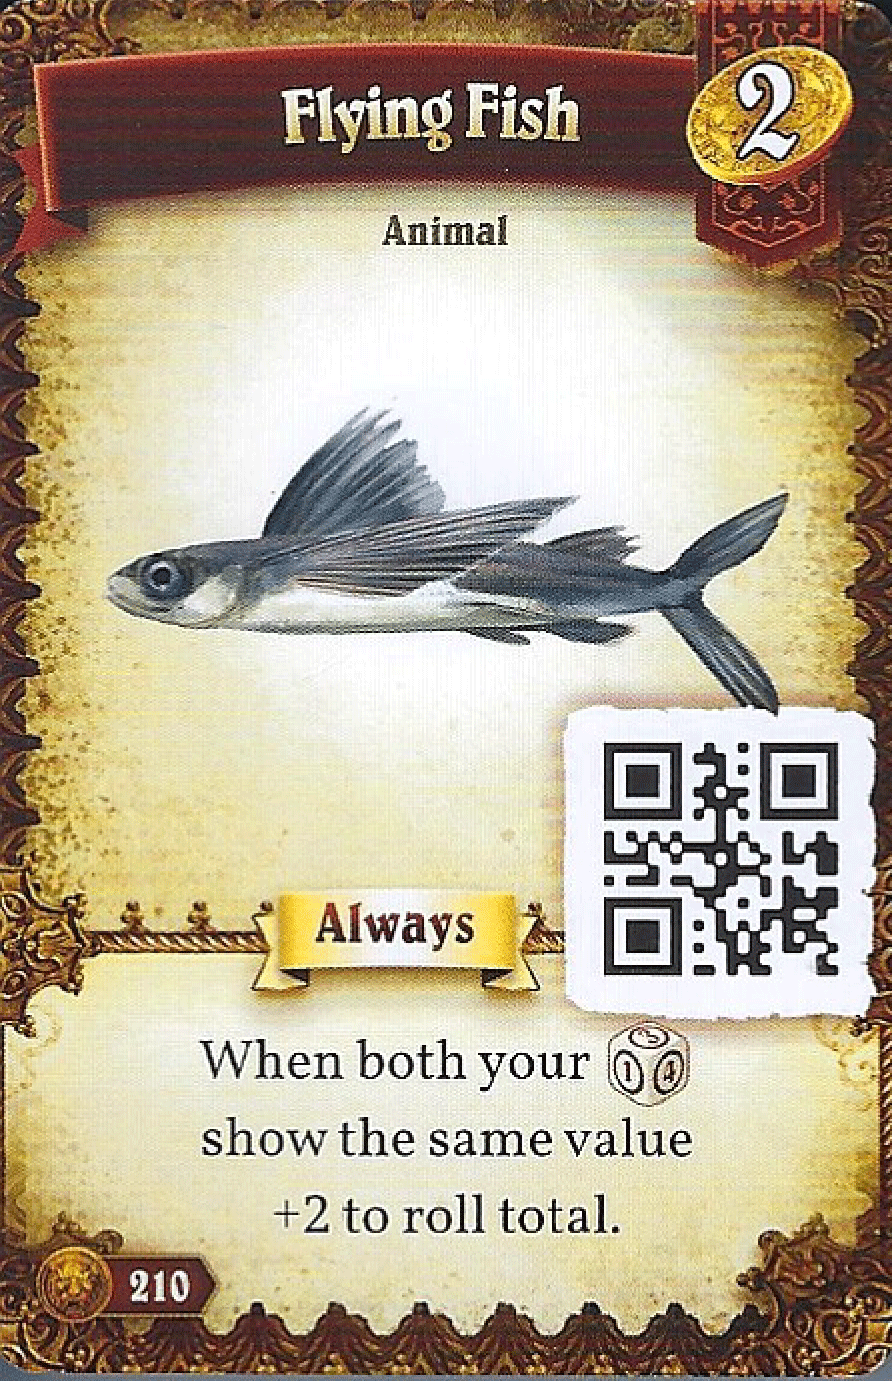 Flying Fish
2
Animal
Always
When both your
show the same value
+2 to roll total.
210